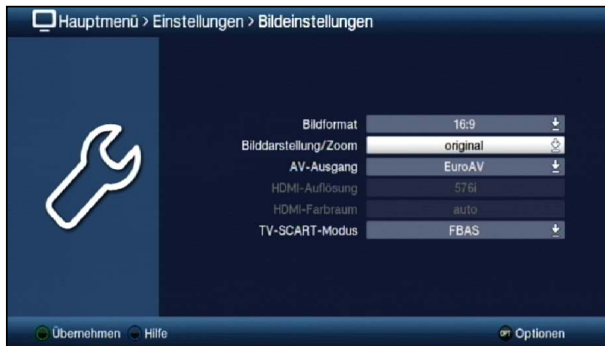 Hauptmenü > Einstellungen > Bildeinstellungen
Bildformat 16:9
Bilddarstellung/Zoom original
AV-Ausgang EuroAV
HDMI-Auflösung 576i
HDMI-Farbraum auto
TV-SCART-Modus FBAS
Übernehmen Hilfe OPT Optionen